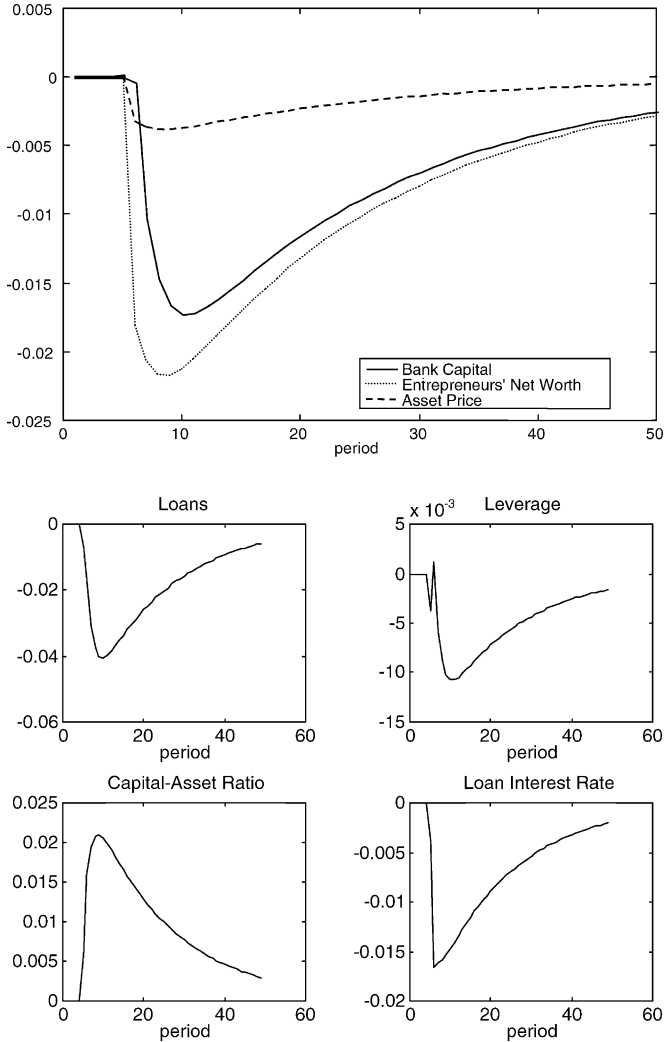 0.005
0
-0.005
-0.01
-0.015
-0.02
-0.025
0 10 20 30 40 50
period
Bank Capital
Entrepreneurs' Net Worth
Asset Price
Loans
0
-0.02
-0.04
-0.06
0 20 40 60
period
x 10-3
Leverage
5
0
-5
-10
-15
0 20 40 60
period
Capital-Asset Ratio
0.025
0.02
0.015
0.01
0.005
0
0 20 40 60
period
Loan Interest Rate
0
-0.005
-0.01
-0.015
-0.02
0 20 40 60
period